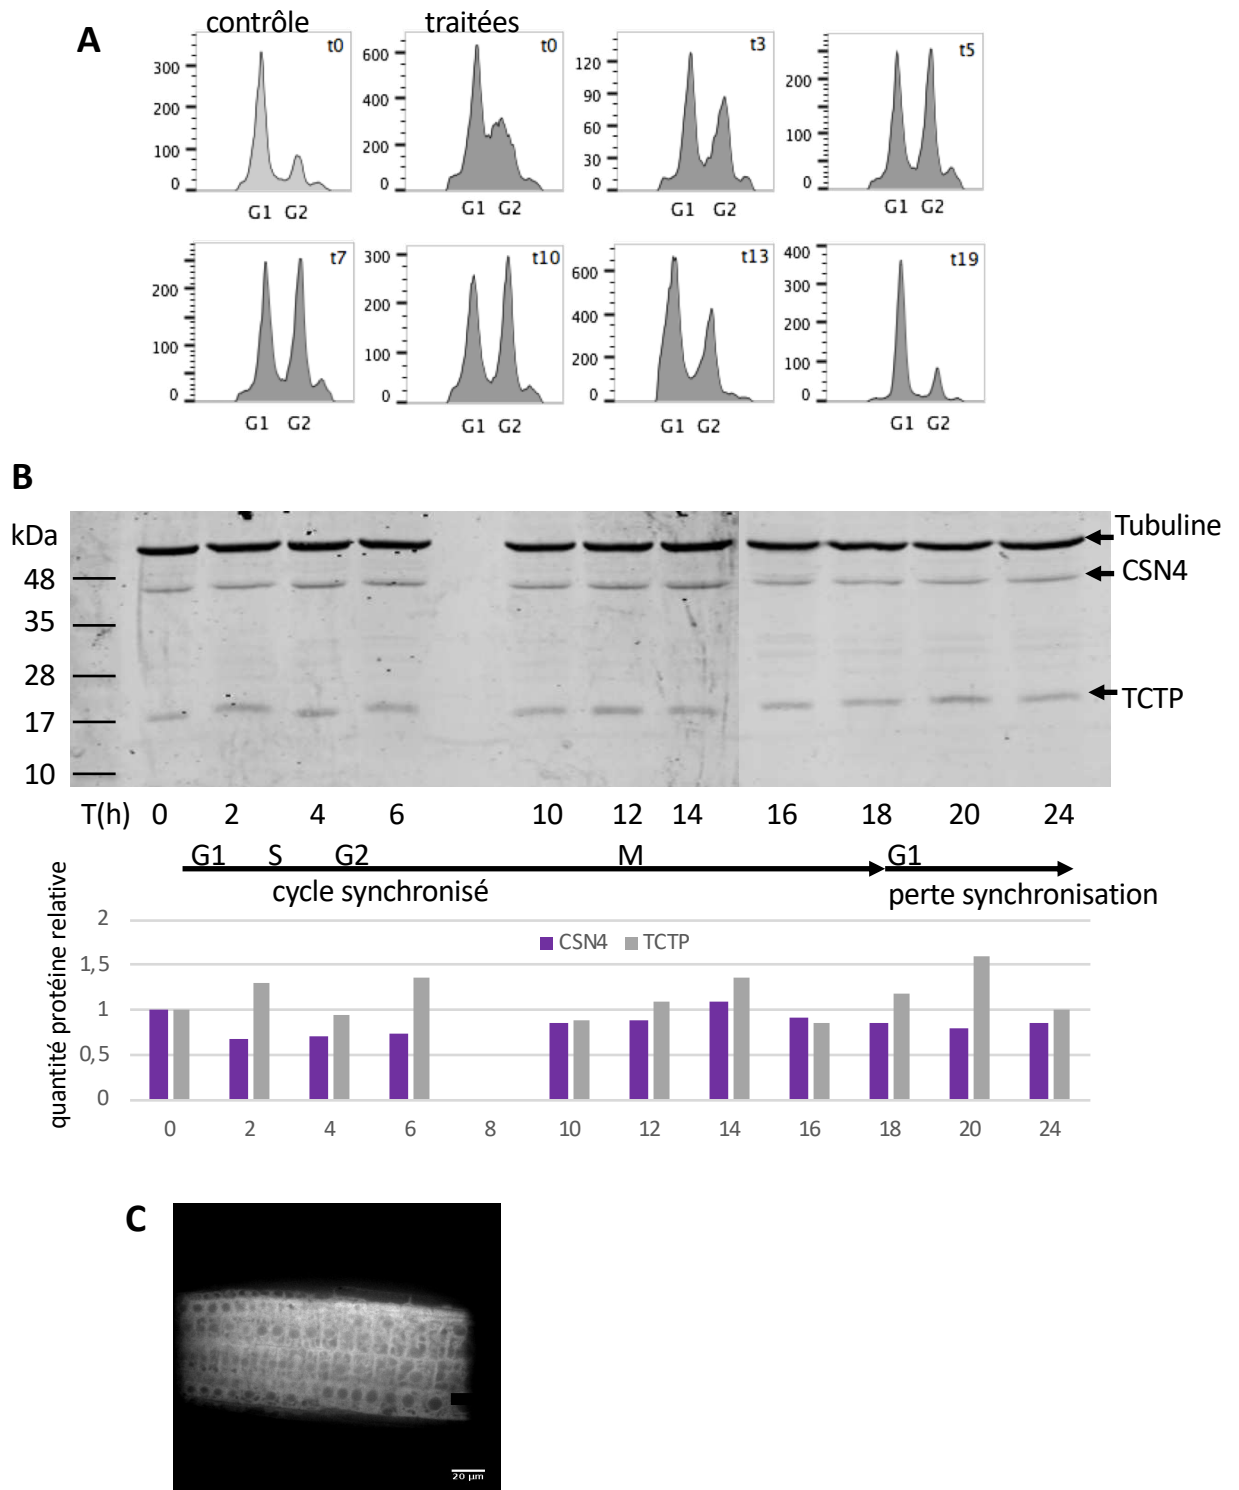 A
contrôle
traitées
t0
300
200
100
0
G1 G2
t0
600
400
200
0
G1 G2
t3
120
90
60
30
0
G1 G2
t5
200
100
0
G1 G2
t7
200
100
0
G1 G2
t10
300
200
100
0
G1 G2
t13
600
400
200
0
G1 G2
t19
400
300
200
100
0
G1 G2
B
kDa
48
35
28
17
10
Tubuline
CSN4
TCTP
T(h) 0 2 4 6 10 12 14 16 18 20 24
G1 S G2 M G1
cycle synchronisé
perte synchronisation
quantité protéine relative
2
1,5
1
0,5
0
CSN4 TCTP
0 2 4 6 8 10 12 14 16 18 20 24
C
20 µm